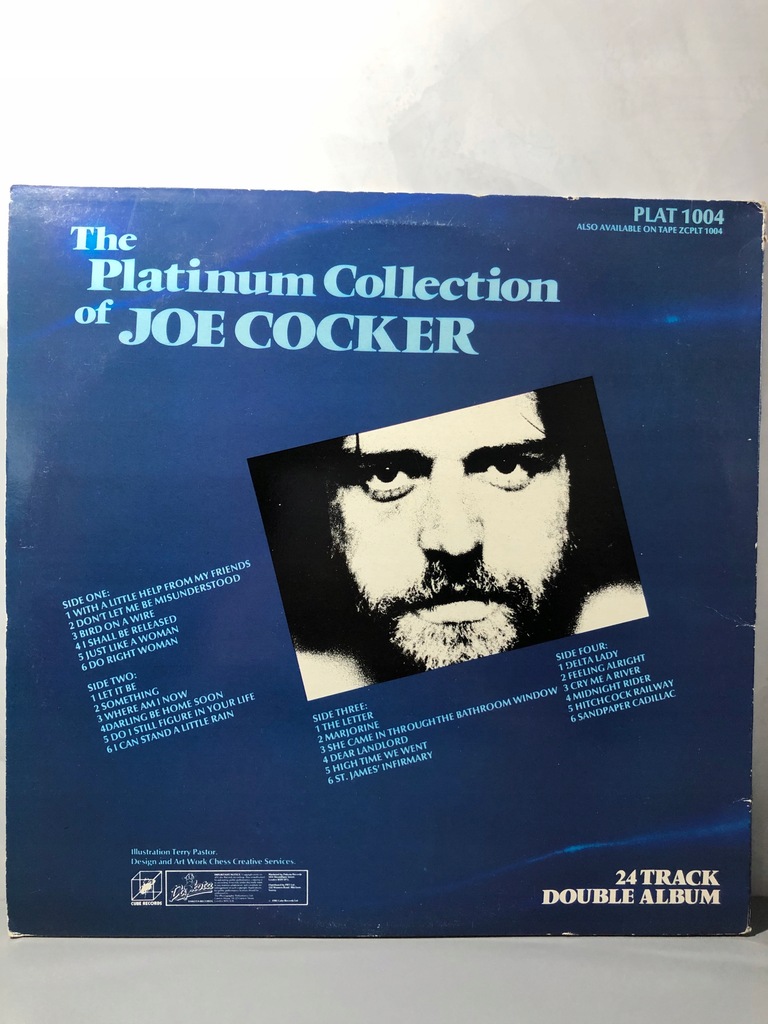 PLAT 1004
ALSO AVAILABLE ON TAPE ZCPLT 1004
The
Platinum Collection
of JOE COCKER
SIDE ONE:
1 WITH A LITTLE HELP FROM MY FRIENDS
2 DON'T LET ME BE MISUNDERSTOOD
3 BIRD ON A WIRE
4 I SHALL BE RELEASED
5 JUST LIKE A WOMAN
6 DO RIGHT WOMAN
SIDE TWO:
1 LET IT BE
2 SOMETHING
3 WHERE AM I NOW
4DARLING BE HOME SOON
5 DO I STILL FIGURE IN YOUR LIFE
6 I CAN STAND A LITTLE RAIN
SIDE THREE:
1 THE LETTER
2 MARJORINE
3 SHE CAME IN THROUGH THE BATHROOM WINDOW
4 DEAR LANDLORD
5 HIGH TIME WE WENT
6 ST. JAMES' INFIRMARY
SIDE FOUR:
1 DELTA LADY
2 FEELING ALRIGHT
3 CRY ME A RIVER
4 MIDNIGHT RIDER
5 HITCHCOCK RAILWAY
6 SANDPAPER CADILLAC
Illustration Terry Pastor.
Design and Art Work Chess Creative Services.
CUBE RECORDS
24 TRACK
DOUBLE ALBUM